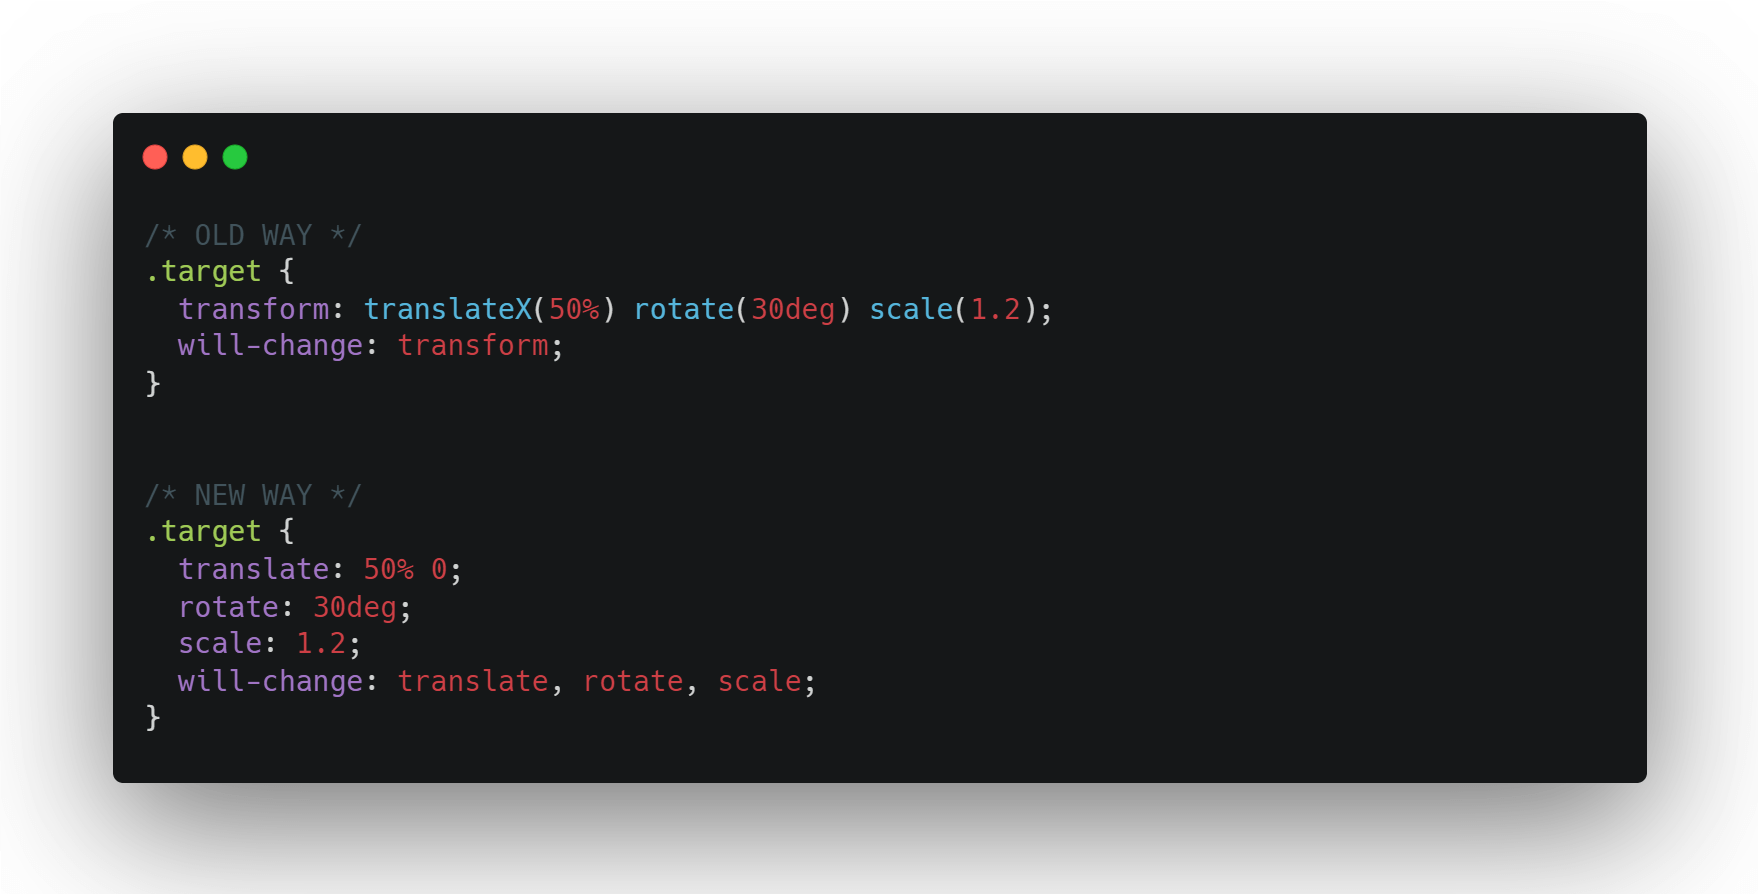 /* OLD WAY */
.target {
  transform: translateX(50%) rotate(30deg) scale(1.2);
  will-change: transform;
}
/* NEW WAY */
.target {
  translate: 50% 0;
  rotate: 30deg;
  scale: 1.2;
  will-change: translate, rotate, scale;
}